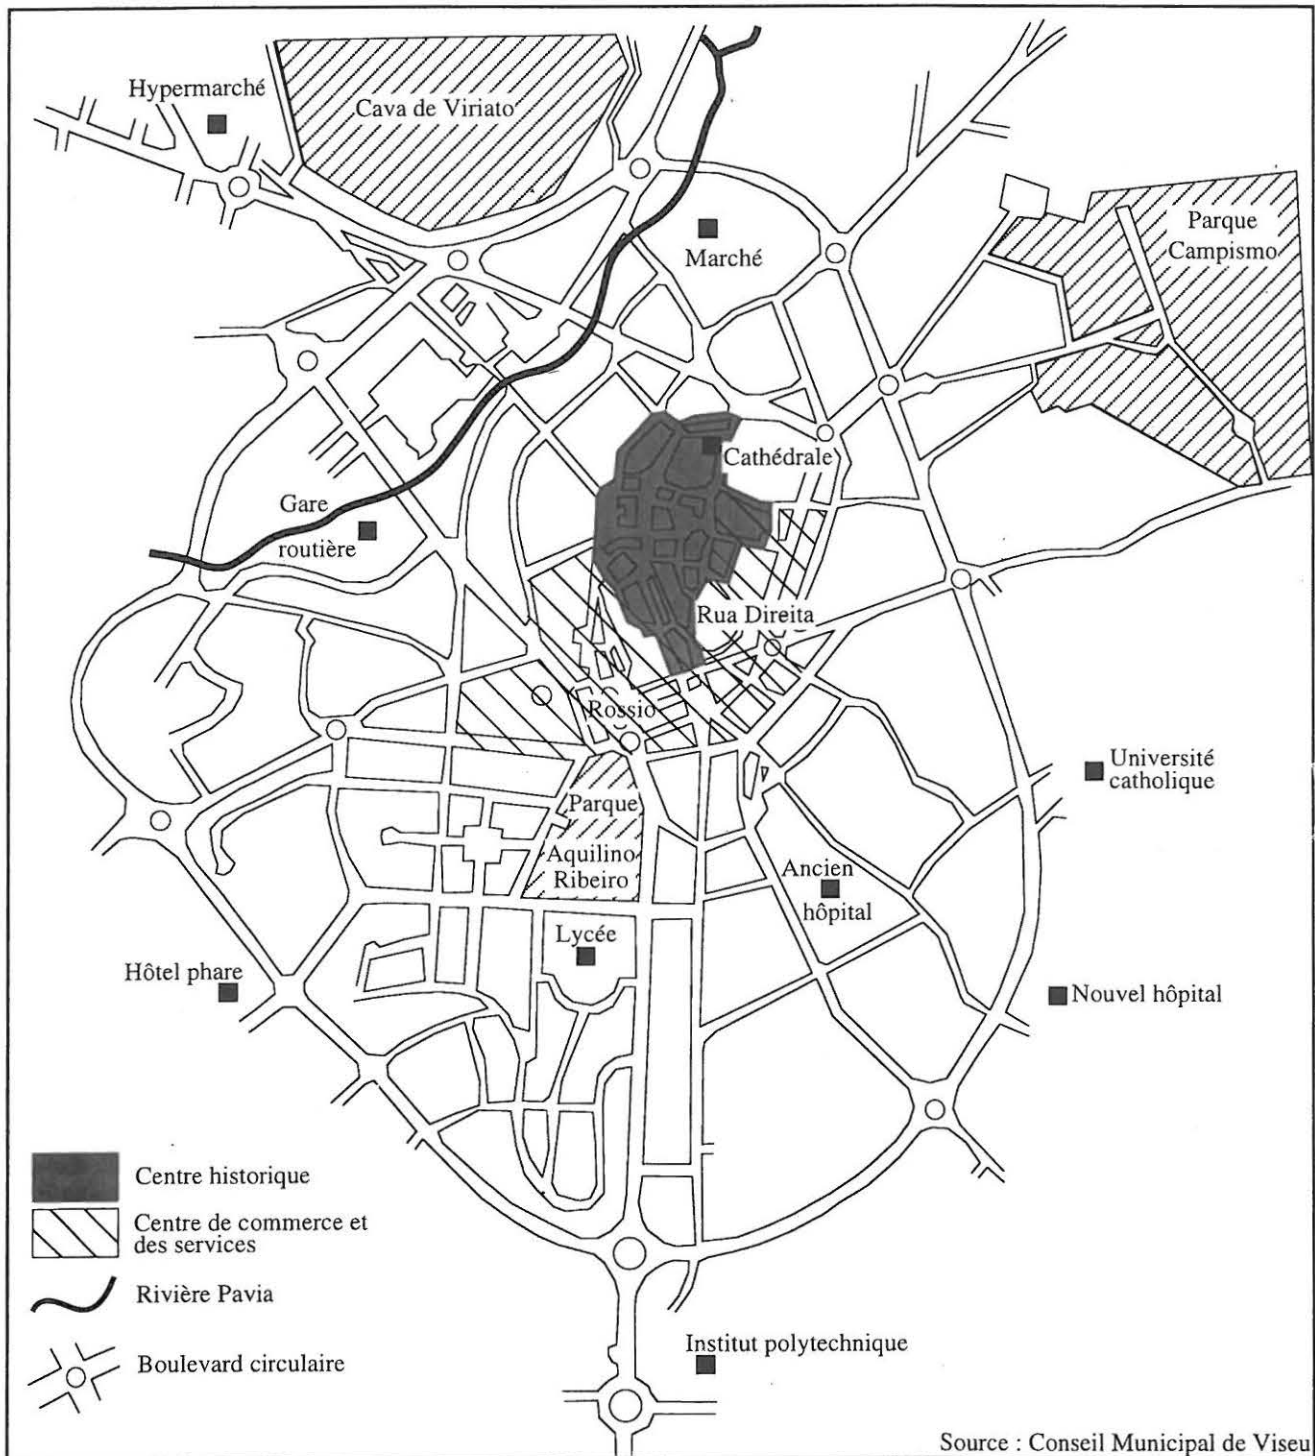 Hypermarché
Cava de Viriato
Marché
Parque
Campismo
Cathédrale
Gare
routière
Rua Direita
Rossio
Université
catholique
Parque
Aquilino
Ribeiro
Ancien
hôpital
Lycée
Hôtel phare
Nouvel hôpital
Centre historique
Centre de commerce et
des services
Rivière Pavia
Boulevard circulaire
Institut polytechnique
Source : Conseil Municipal de Viseu